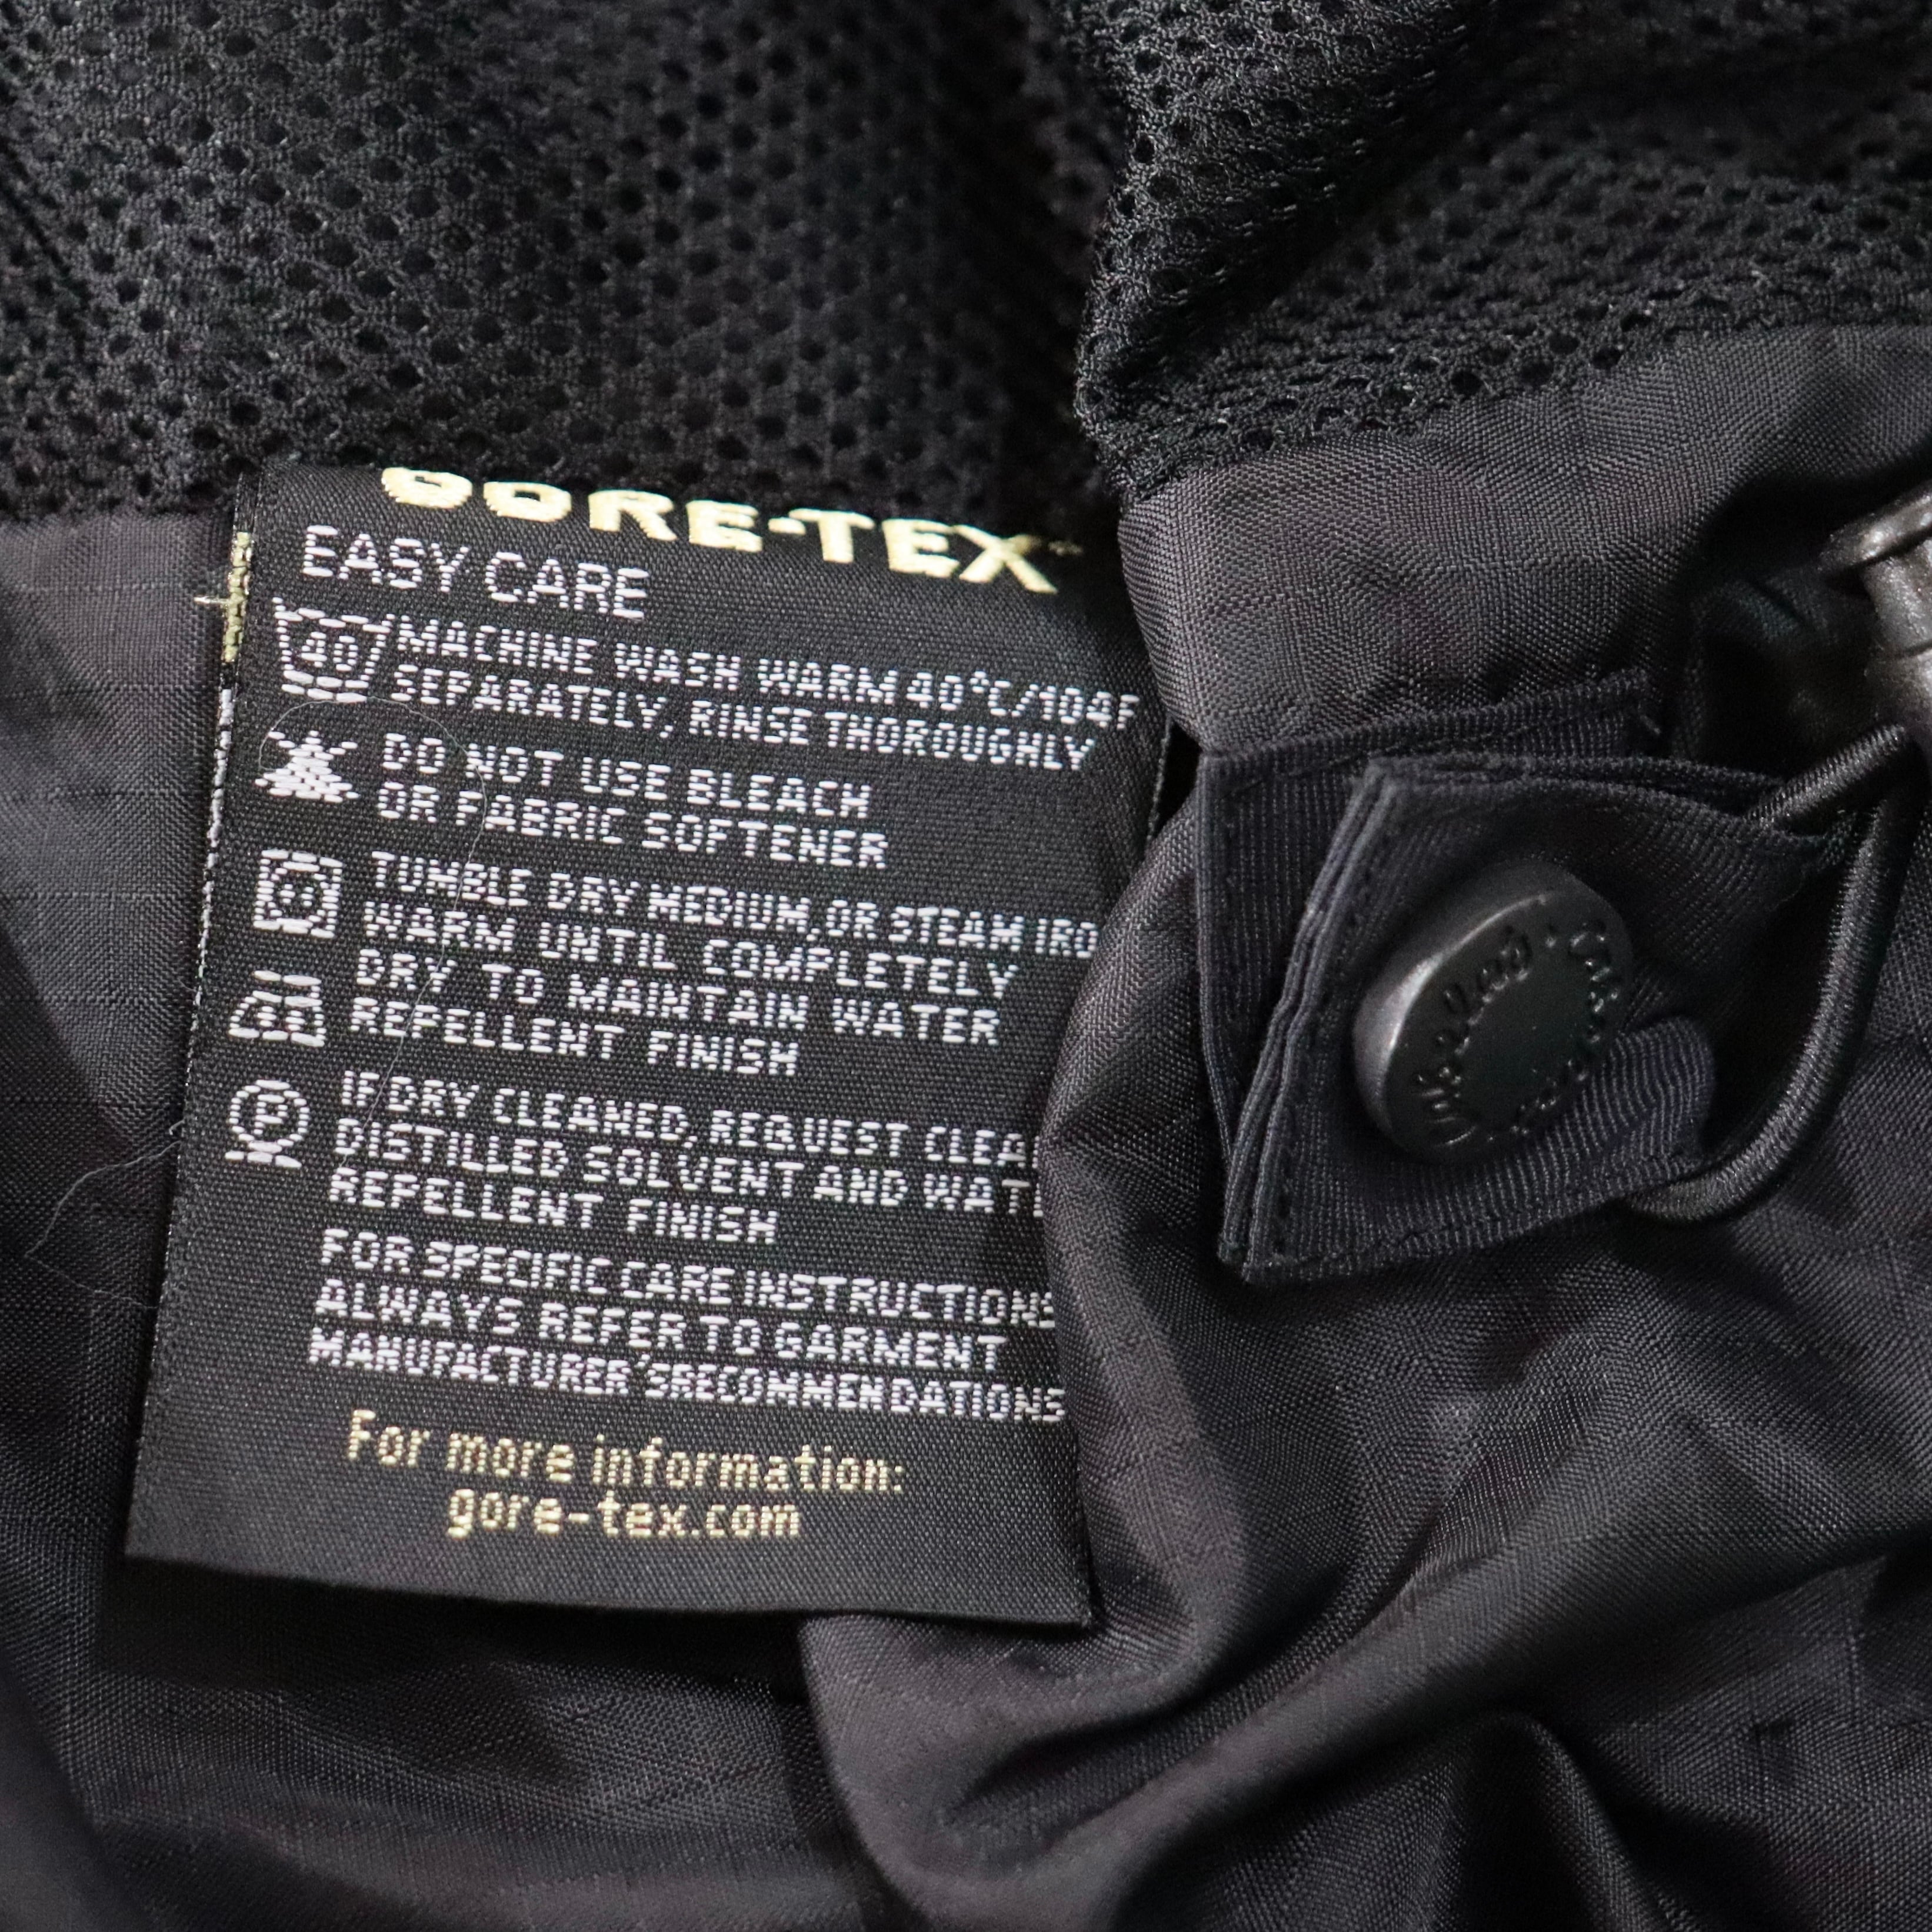 GORE-TEX
EASY CARE
40
MACHINE WASH WARM 40°C/104F
SEPARATELY, RINSE THOROUGHLY
DO NOT USE BLEACH
OR FABRIC SOFTENER
TUMBLE DRY MEDIUM, OR STEAM IRO
WARM UNTIL COMPLETELY
DRY TO MAINTAIN WATER
REPELLENT FINISH
P
IF DRY CLEANED, REQUEST CLEA
DISTILLED SOLVENT AND WAT
REPELLENT FINISH
FOR SPECIFIC CARE INSTRUCTIONS
ALWAYS REFER TO GARMENT
MANUFACTURER'S RECOMMENDATIONS
For more information:
gore-tex.com